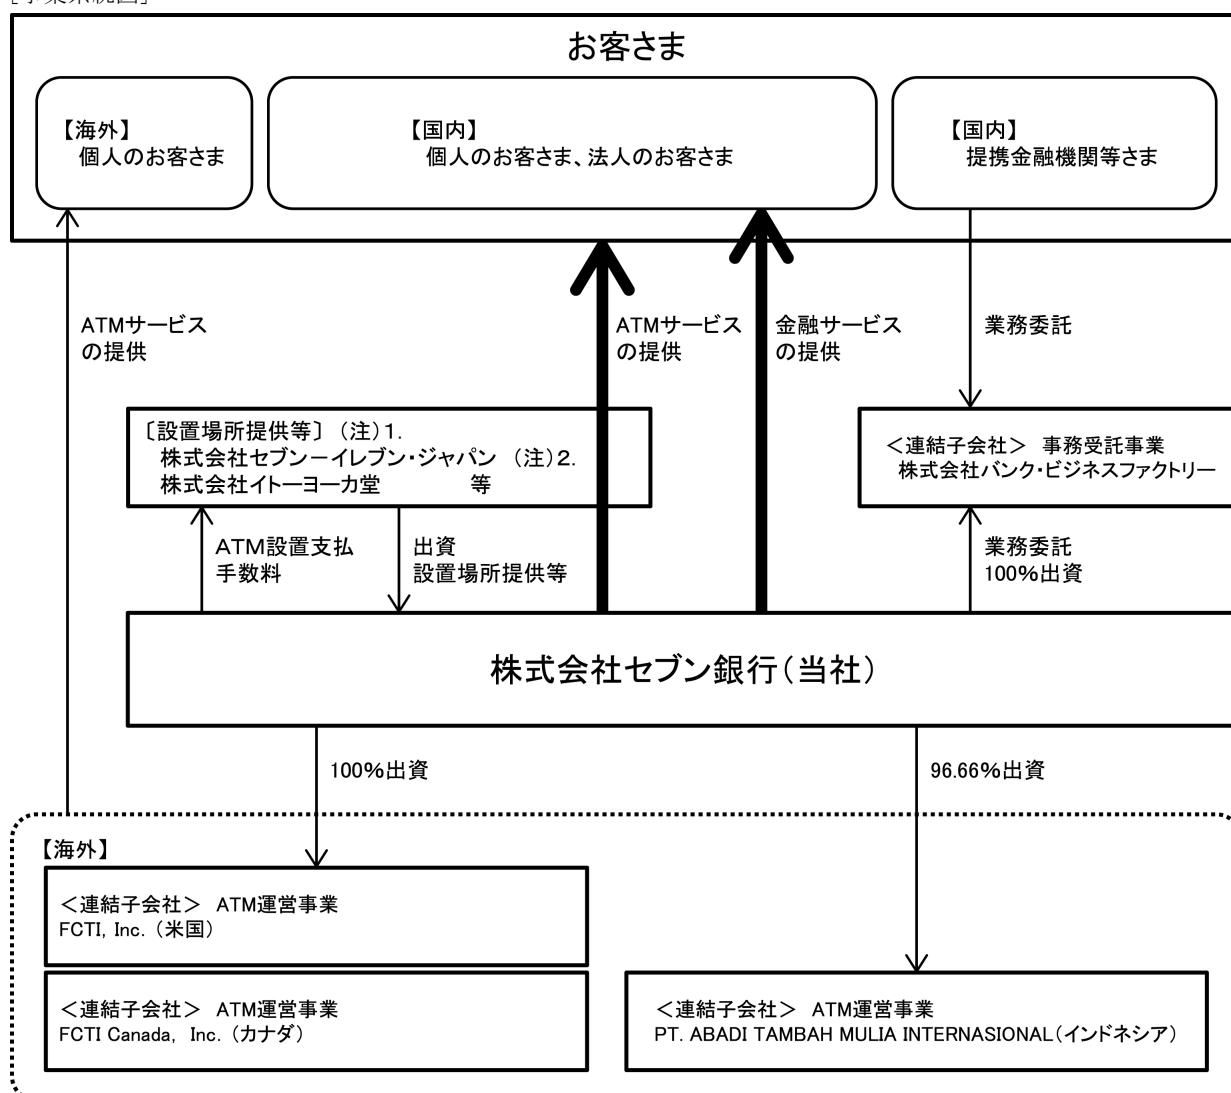 [事業系統図]
お客さま
【海外】
個人のお客さま
【国内】
個人のお客さま、法人のお客さま
【国内】
提携金融機関等さま
ATMサービス
の提供
ATMサービス
の提供
金融サービス
の提供
業務委託
〔設置場所提供等〕 (注)1.
株式会社セブン-イレブン・ジャパン (注)2.
株式会社イトーヨーカ堂 等
<連結子会社> 事務受託事業
株式会社バンク・ビジネスファクトリー
ATM設置支払
手数料
出資
設置場所提供等
業務委託
100%出資
株式会社セブン銀行(当社)
100%出資
96.66%出資
【海外】
<連結子会社> ATM運営事業
FCTI, Inc. (米国)
<連結子会社> ATM運営事業
FCTI Canada, Inc. (カナダ)
<連結子会社> ATM運営事業
PT. ABADI TAMBAH MULIA INTERNASIONAL(インドネシア)